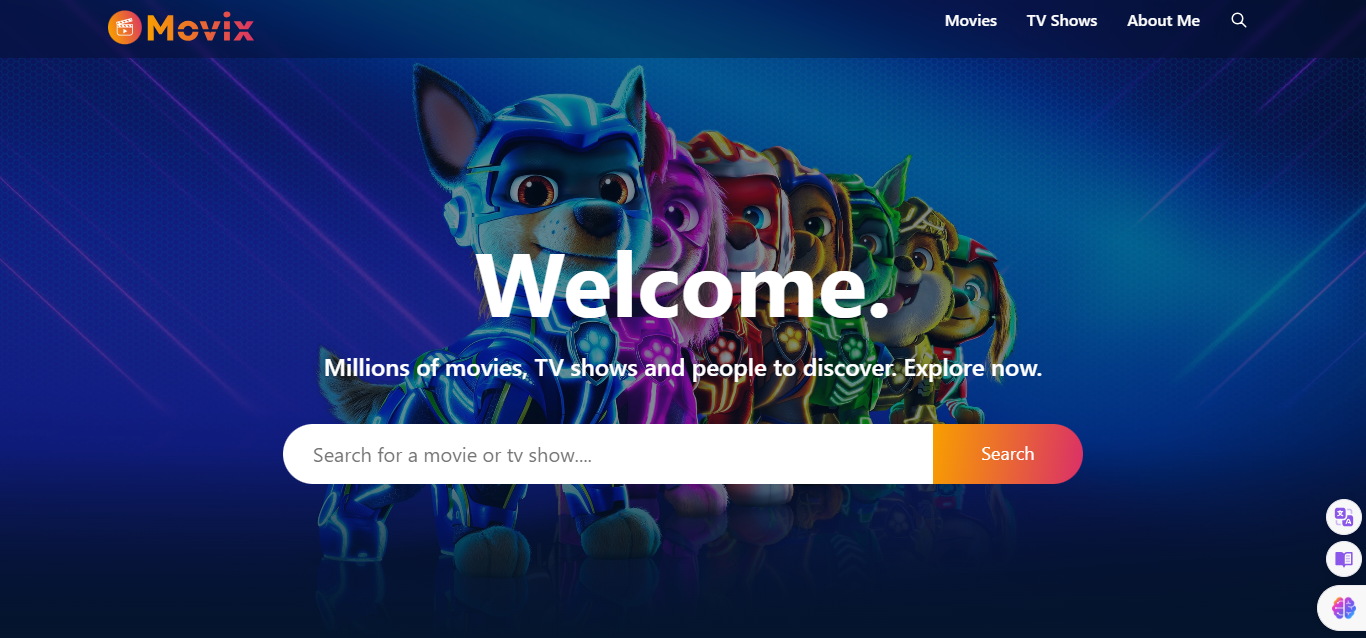 Movix
Movies
TV Shows
About Me
Welcome.
Millions of movies, TV shows and people to discover. Explore now.
Search for a movie or tv show....
Search